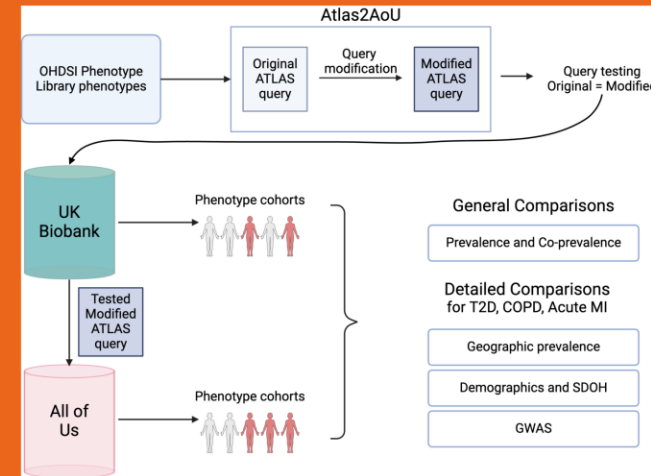 Atlas2AoU
OHDSI Phenotype
Library phenotypes
Original
ATLAS
query
Query
modification
Modified
ATLAS
query
Query testing
Original = Modified
UK
Biobank
Phenotype cohorts
General Comparisons
Prevalence and Co-prevalence
Tested
Modified
ATLAS
query
Detailed Comparisons
for T2D, COPD, Acute MI
Geographic prevalence
Demographics and SDOH
GWAS
All of
Us
Phenotype cohorts